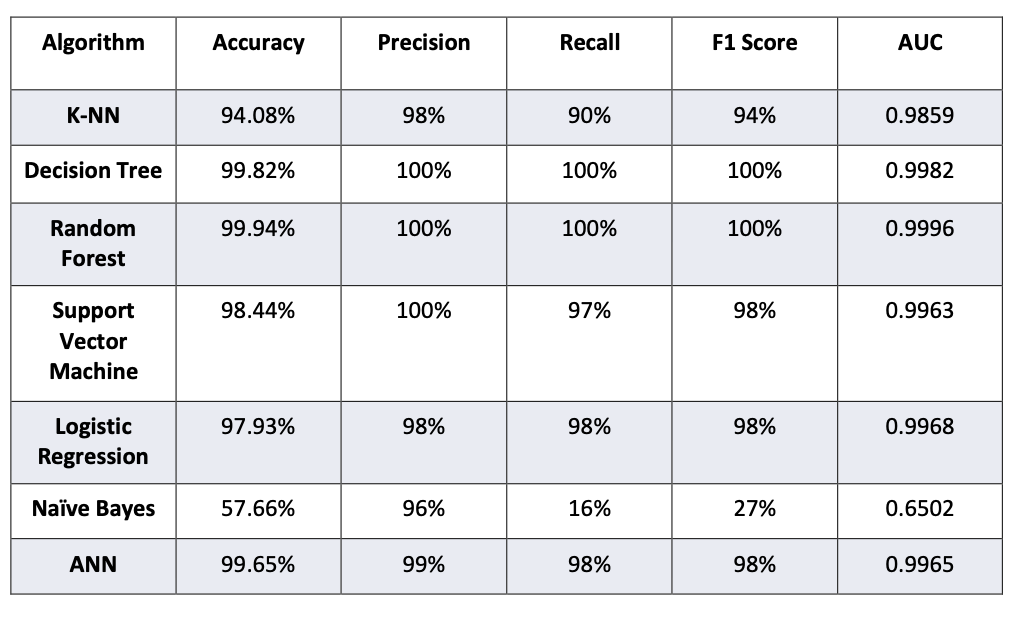 Algorithm Accuracy Precision Recall F1 Score AUC
K-NN 94.08% 98% 90% 94% 0.9859
Decision Tree 99.82% 100% 100% 100% 0.9982
Random 99.94% 100% 100% 100% 0.9996
Forest
Support 98.44% 100% 97% 98% 0.9963
Vector
Machine
Logistic 97.93% 98% 98% 98% 0.9968
Regression
Naïve Bayes 57.66% 96% 16% 27% 0.6502
ANN 99.65% 99% 98% 98% 0.9965